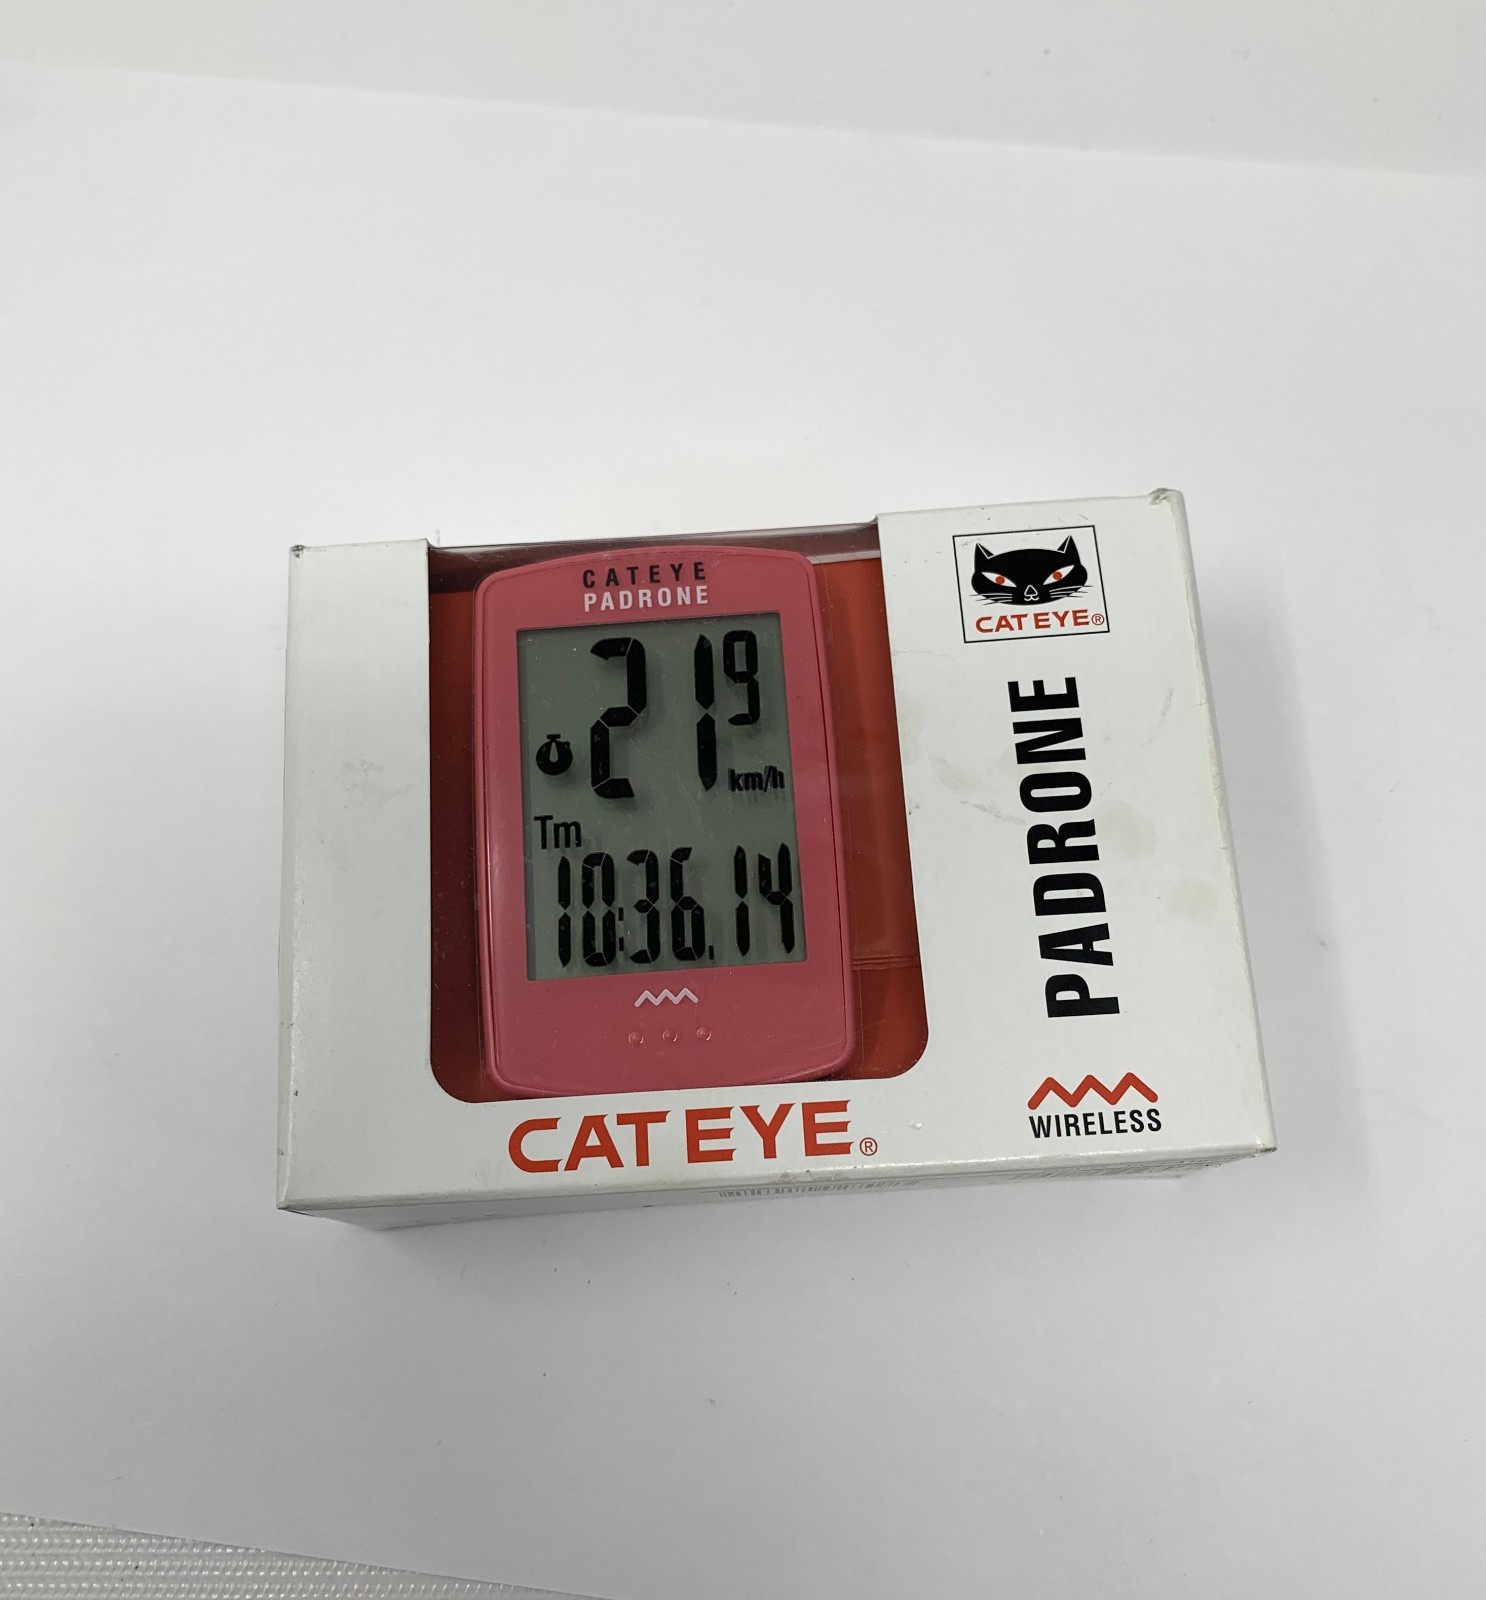 CATEYE
PADRONE
21 9
km/h
Tm
10:36.14
CATEYE®
PADRONE
WIRELESS
CATEYE®